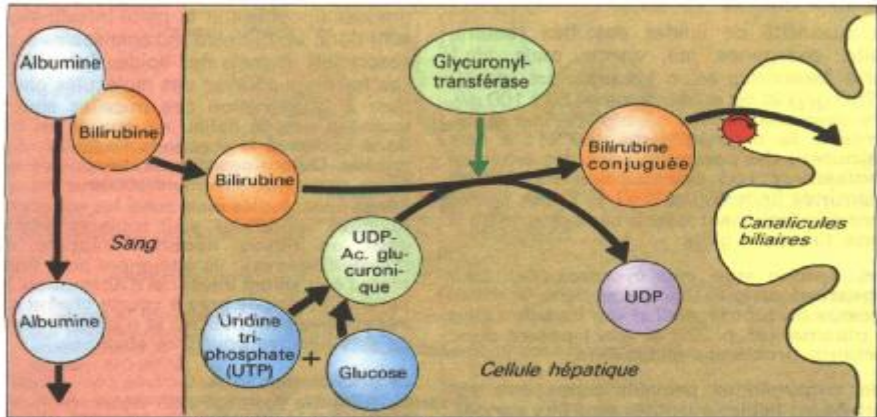 Albumine
Bilirubine
Sang
Albumine
Bilirubine
Glycuronyl-
transférase
Bilirubine
conjuguée
UDP-
Ac. glu-
curoni-
que
Uridine
tri-
phosphate
(UTP)
+
Glucose
UDP
Cellule hépatique
Canalicules
biliaires